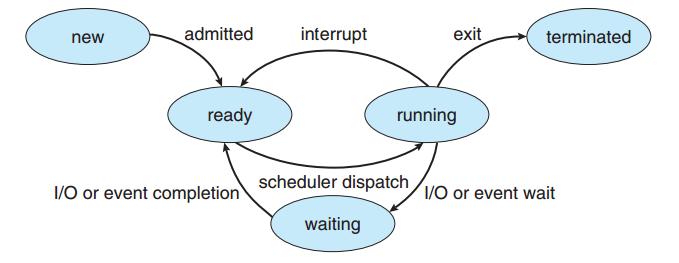 new
admitted
interrupt
exit
terminated
ready
running
I/O or event completion
scheduler dispatch
I/O or event wait
waiting